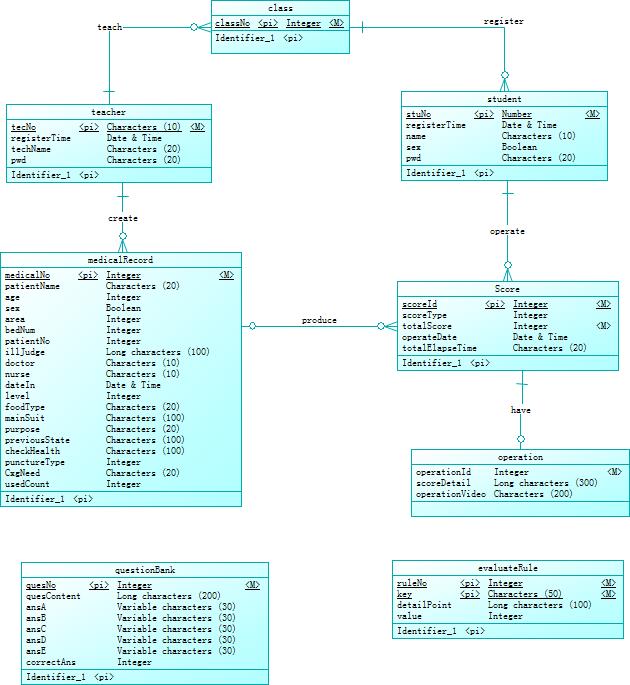 class
classNo <pi> Integer <M>
Identifier_1 <pi>
teach
register
teacher
tecNo <pi> Characters (10) <M>
registerTime Date & Time
techName Characters (20)
pwd Characters (20)
Identifier_1 <pi>
student
stuNo <pi> Number <M>
registerTime Date & Time
name Characters (10)
sex Boolean
pwd Characters (20)
Identifier_1 <pi>
create
operate
medicalRecord
medicalNo <pi> Integer <M>
patientName Characters (20)
age Integer
sex Boolean
area Integer
bedNum Integer
patientNo Integer
illJudge Long characters (100)
doctor Characters (10)
nurse Characters (10)
dateIn Date & Time
level Integer
foodType Characters (20)
mainSuit Characters (100)
purpose Characters (20)
previousState Characters (100)
checkHealth Characters (100)
punctureType Integer
CxgNeed Characters (20)
usedCount Integer
Identifier_1 <pi>
produce
Score
scoreId <pi> Integer <M>
scoreType Integer
totalScore Integer <M>
operateDate Date & Time
totalElapseTime Characters (20)
Identifier_1 <pi>
have
operation
operationId Integer <M>
scoreDetail Long characters (300)
operationVideo Characters (200)
questionBank
quesNo <pi> Integer <M>
quesContent Long characters (200)
ansA Variable characters (30)
ansB Variable characters (30)
ansC Variable characters (30)
ansD Variable characters (30)
ansE Variable characters (30)
correctAns Integer
Identifier_1 <pi>
evaluateRule
ruleNo <pi> Integer <M>
key <pi> Characters (50) <M>
detailPoint Long characters (100)
value Integer
Identifier_1 <pi>